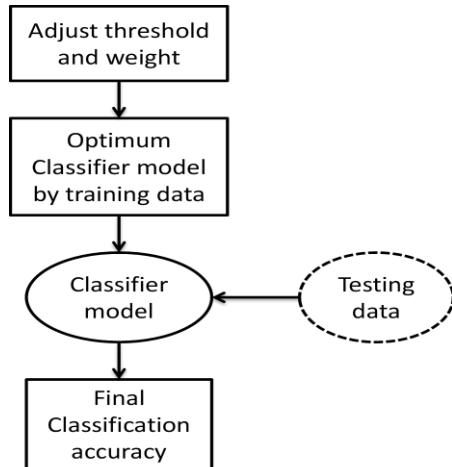 Adjust threshold
and weight
Optimum
Classifier model
by training data
Classifier
model
Testing
data
Final
Classification
accuracy